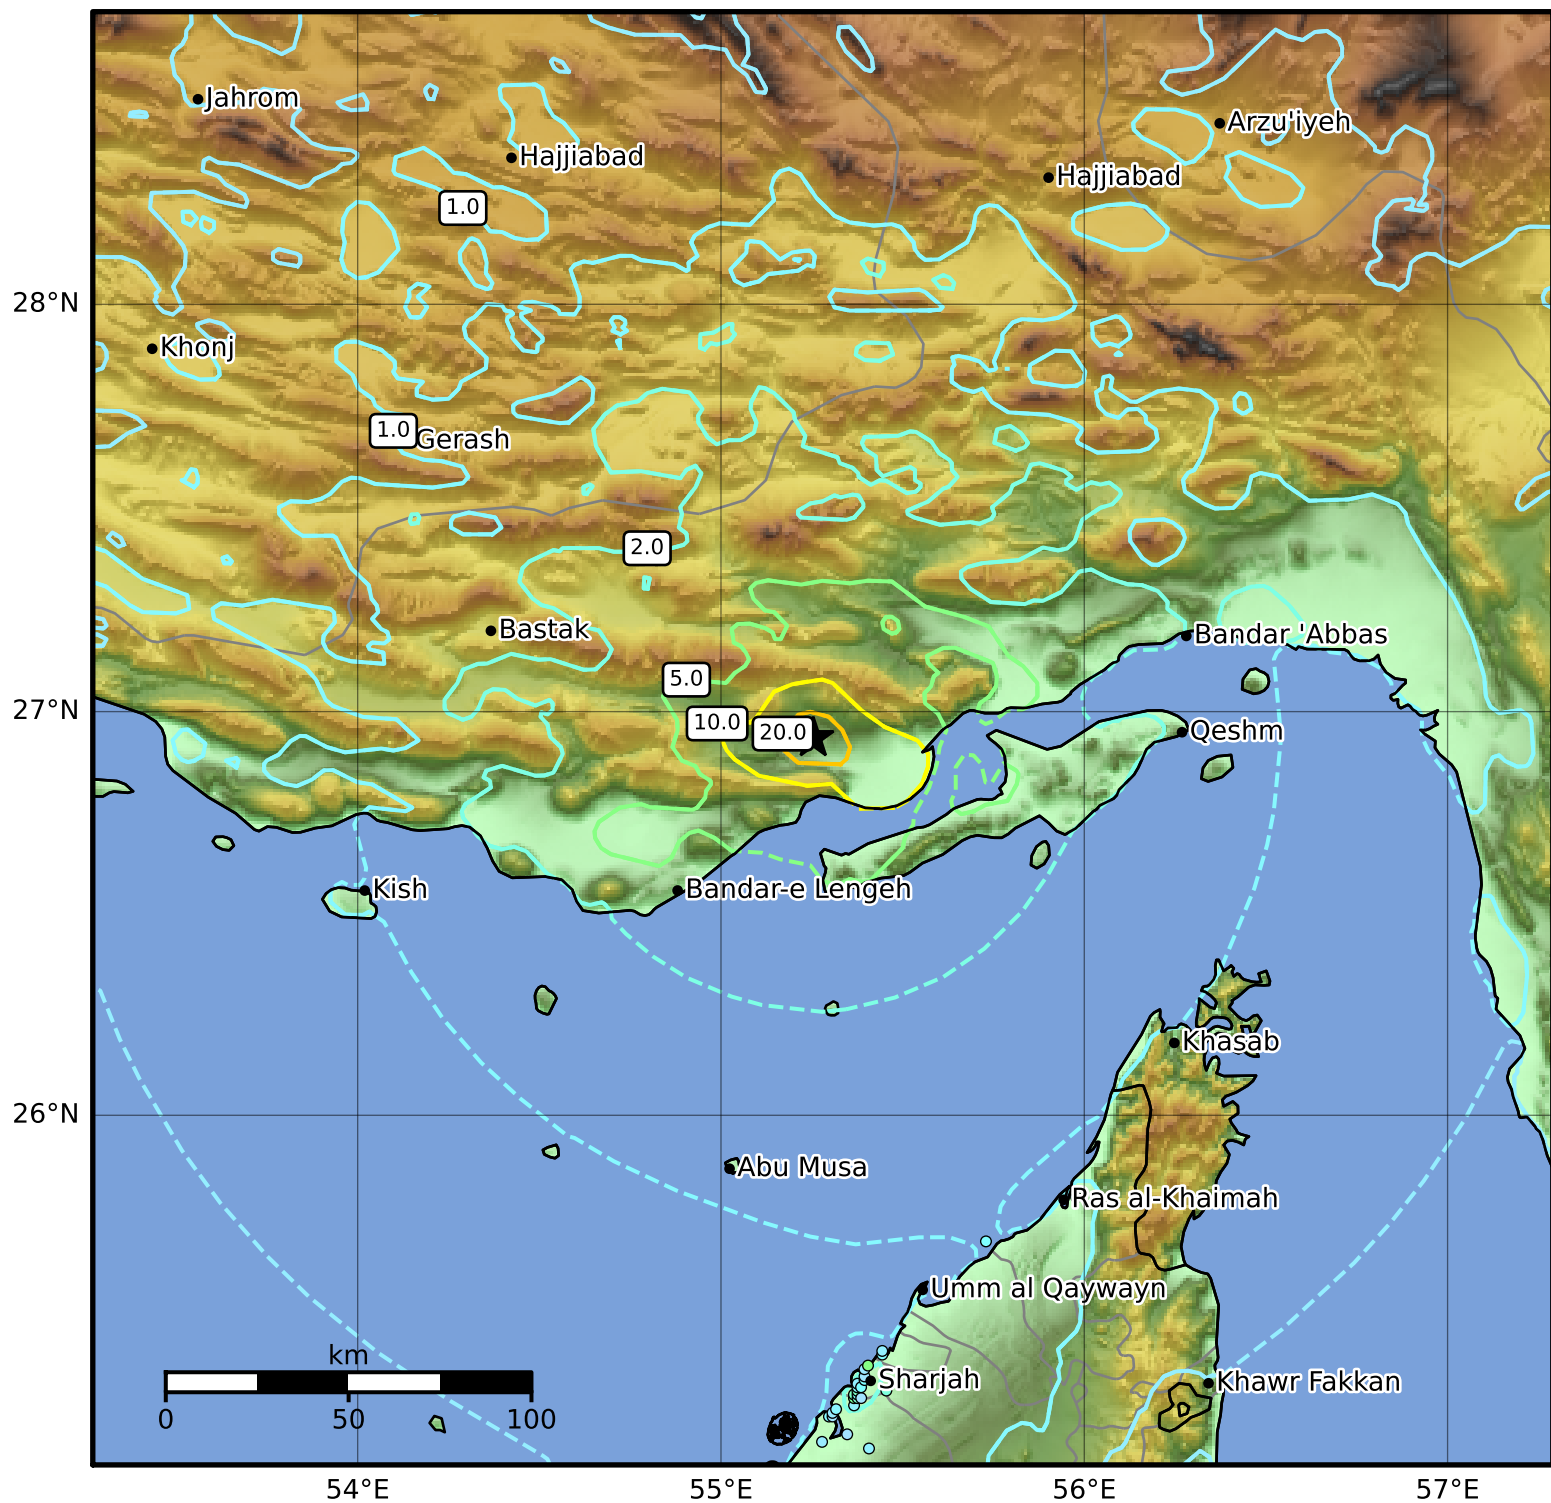 Jahrom
Arzu'iyeh
Hajjiabad
Hajjiabad
1.0
28°N
Khonj
1.0
Gerash
2.0
Bastak
Bandar 'Abbas
5.0
27°N
10.0
20.0
Qeshm
Kish
Bandar-e Lengeh
Khasab
26°N
Abu Musa
Ras al-Khaimah
Umm al Qaywayn
km
Sharjah
Khawr Fakkan
0
50
100
54°E
55°E
56°E
57°E